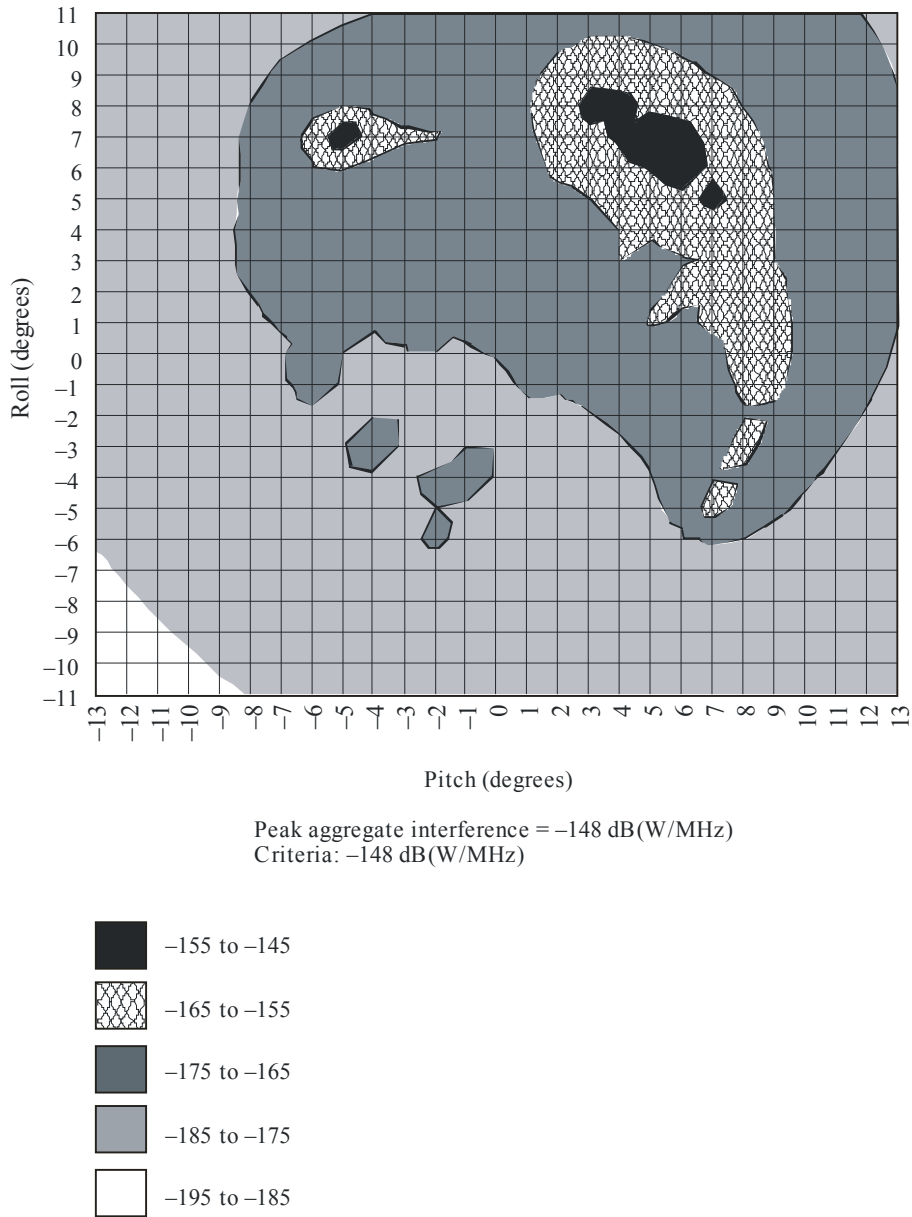 11
10
9
8
7
6
5
4
3
2
1
0
–1
–2
–3
–4
–5
–6
–7
–8
–9
–10
–11
Roll (degrees)
–13 –12 –11 –10 –9 –8 –7 –6 –5 –4 –3 –2 –1 0 1 2 3 4 5 6 7 8 9 10 11 12 13
Pitch (degrees)
Peak aggregate interference = –148 dB(W/MHz)
Criteria: –148 dB(W/MHz)
–155 to –145
–165 to –155
–175 to –165
–185 to –175
–195 to –185